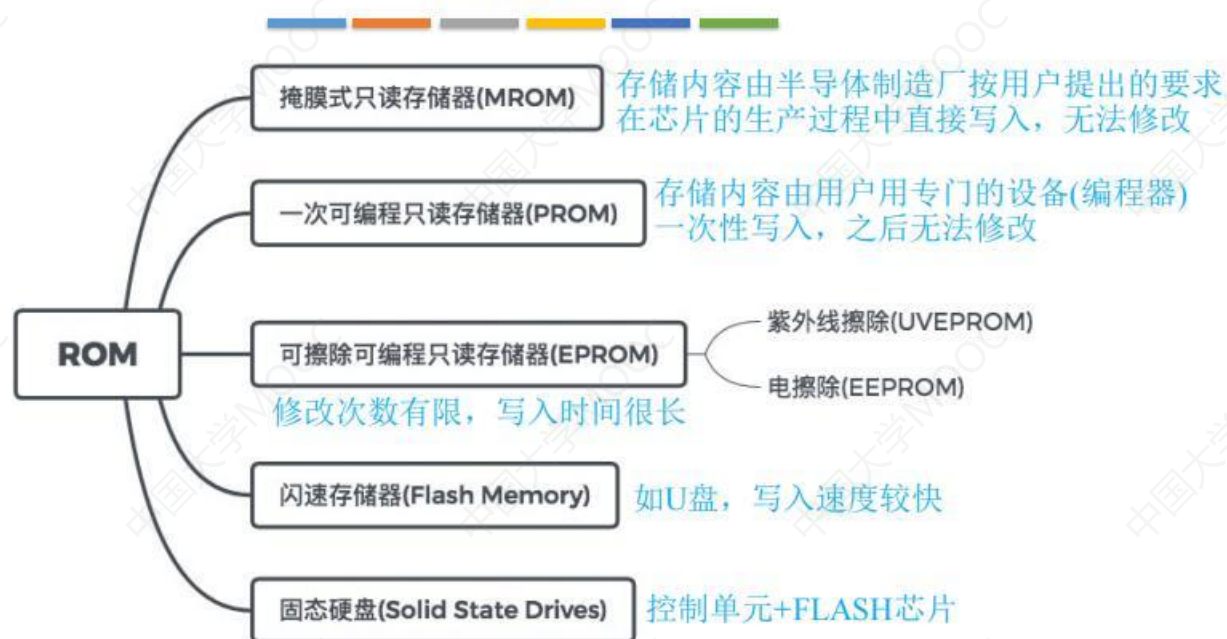 掩膜式只读存储器(MROM)
存储内容由半导体制造厂按用户提出的要求
在芯片的生产过程中直接写入，无法修改
一次可编程只读存储器(PROM)
存储内容由用户用专门的设备(编程器)
一次性写入，之后无法修改
ROM
可擦除可编程只读存储器(EPROM)
紫外线擦除(UVEPROM)
电擦除(EEPROM)
修改次数有限，写入时间很长
闪速存储器(Flash Memory)
如U盘，写入速度较快
固态硬盘(Solid State Drives)
控制单元+FLASH芯片
中国大学MOOC